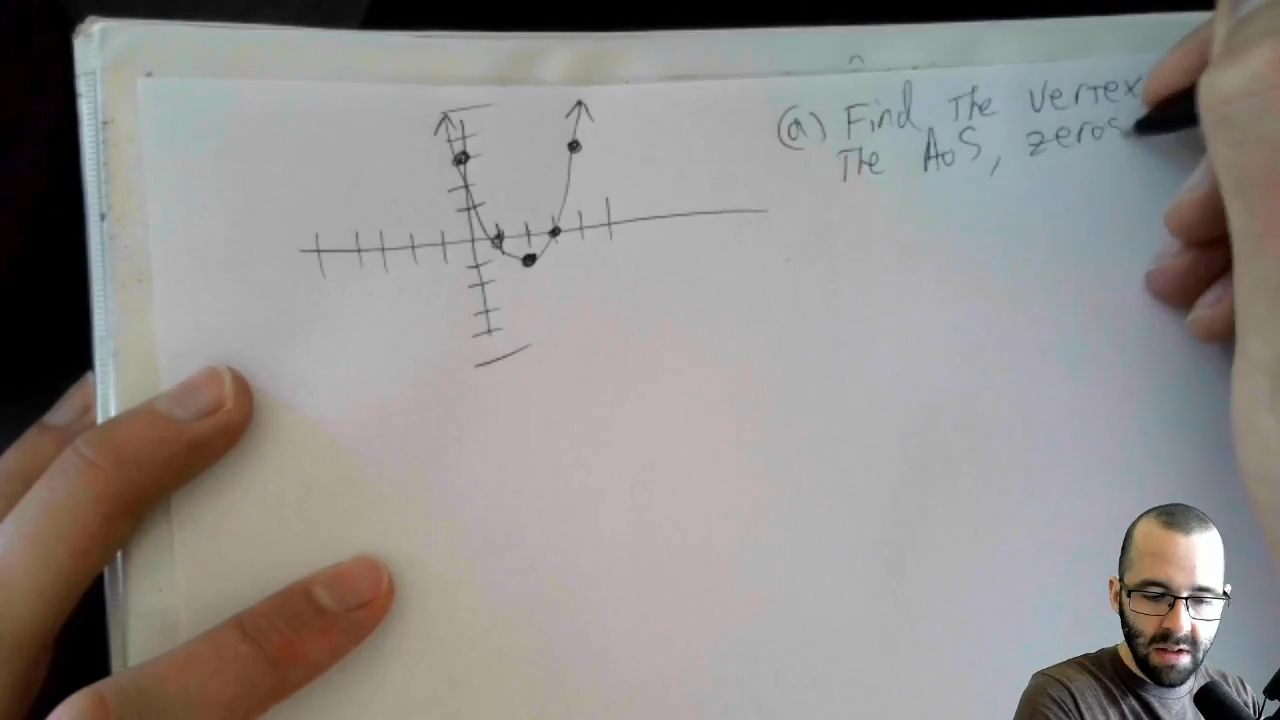 (a) Find The Vertex
The AoS, zeros